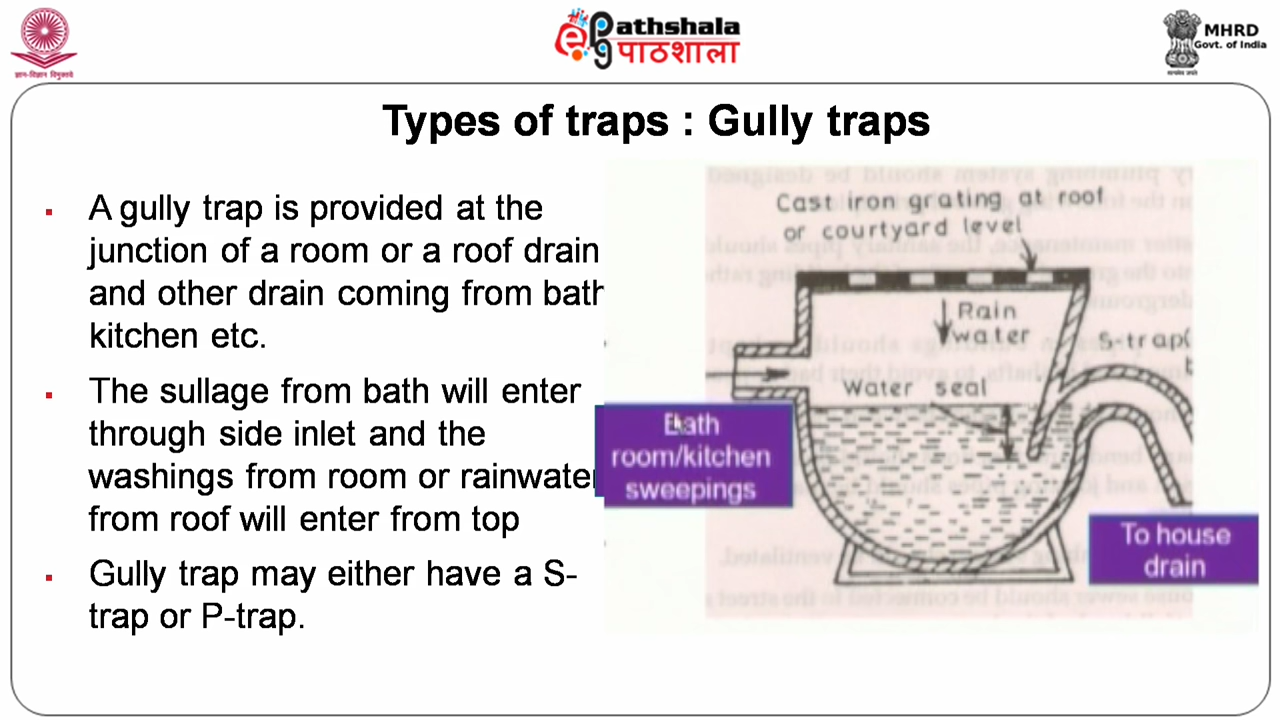 ज्ञान-विज्ञान विमुक्तये
ePathshala
पाठशाला
MHRD
Govt. of India
सत्यमेव जयते
Types of traps : Gully traps
A gully trap is provided at the
junction of a room or a roof drain
and other drain coming from bath
kitchen etc.
The sullage from bath will enter
through side inlet and the
washings from room or rainwater
from roof will enter from top
Gully trap may either have a S-
trap or P-trap.
Cast iron grating at roof
or courtyard level
Rain
water
S-trap(
Water seal
Bath
room/kitchen
sweepings
To house
drain